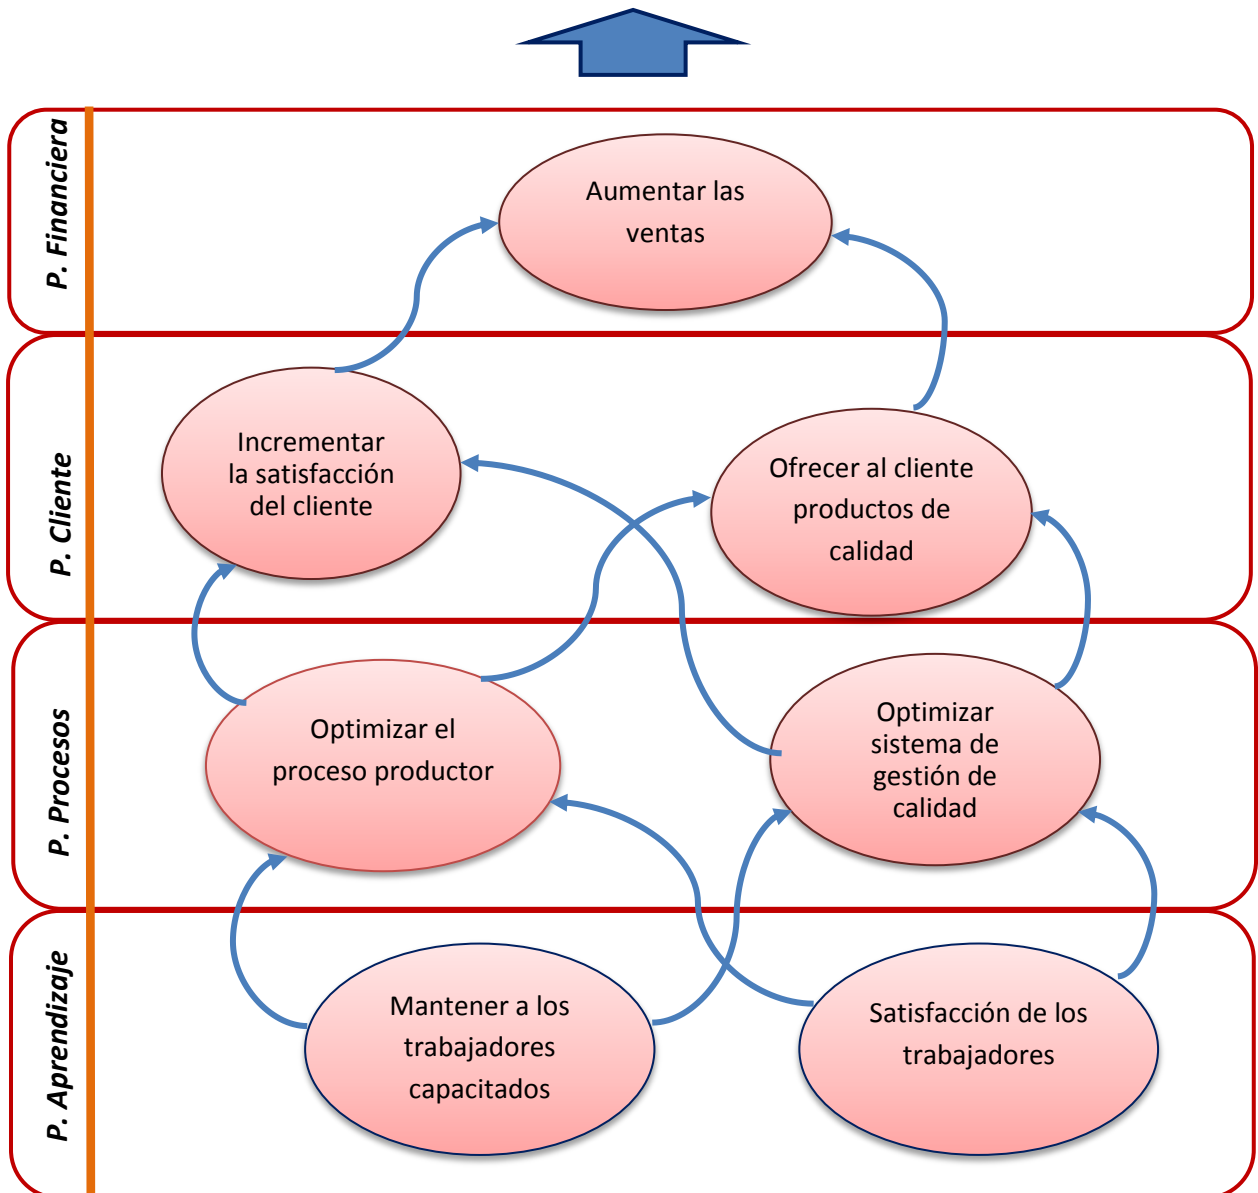 P. Financiera
Aumentar las
ventas
P. Cliente
Incrementar
la satisfacción
del cliente
Ofrecer al cliente
productos de
calidad
P. Procesos
Optimizar el
proceso productor
Optimizar
sistema de
gestión de
calidad
P. Aprendizaje
Mantener a los
trabajadores
capacitados
Satisfacción de los
trabajadores